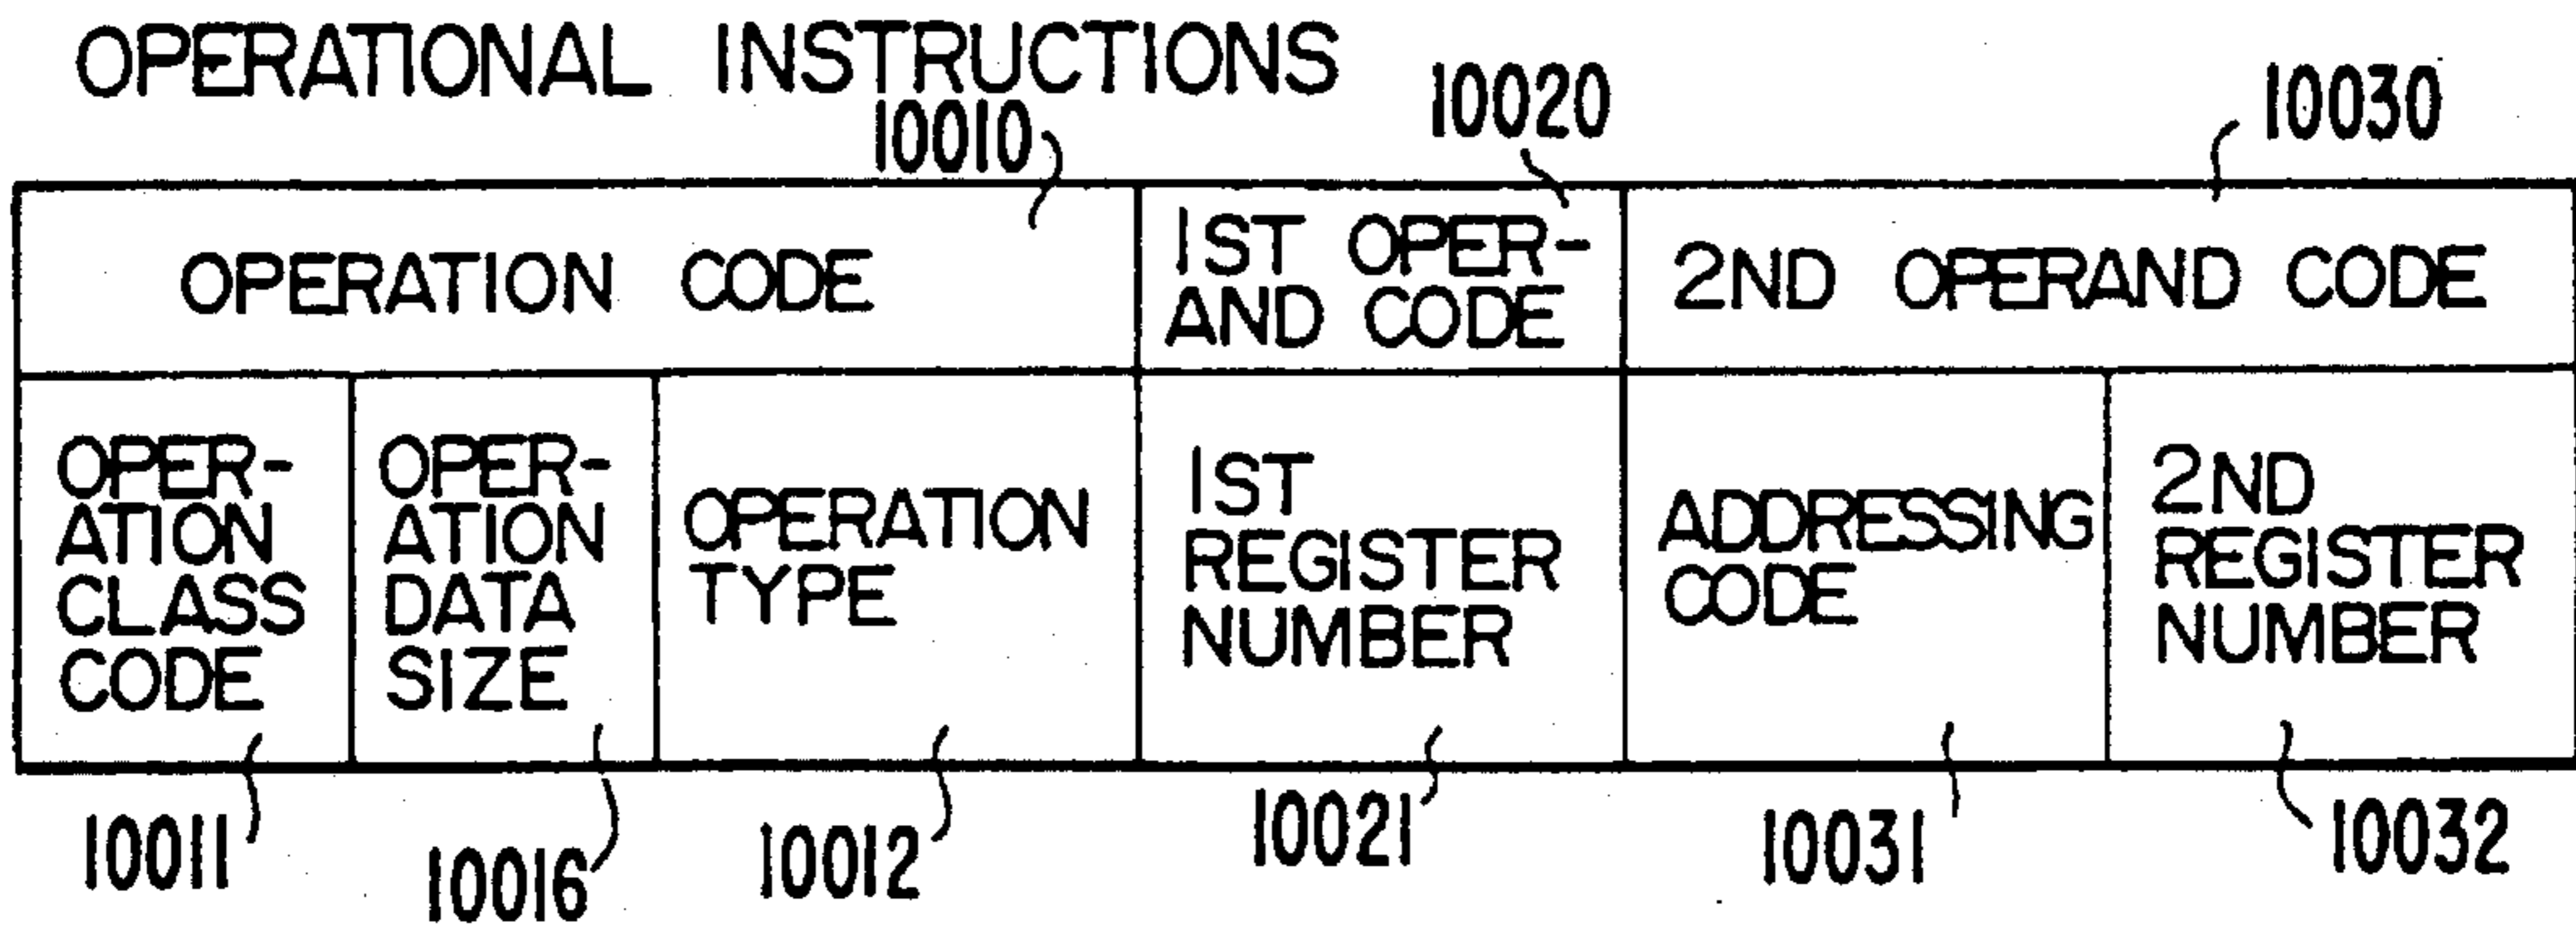 OPERATIONAL INSTRUCTIONS
10010
10020
10030
OPERATION CODE
1ST OPER-
AND CODE
2ND OPERAND CODE
OPER-
ATION
CLASS
CODE
OPER-
ATION
DATA
SIZE
OPERATION
TYPE
1ST
REGISTER
NUMBER
ADDRESSING
CODE
2ND
REGISTER
NUMBER
10011
10016
10012
10021
10031
10032